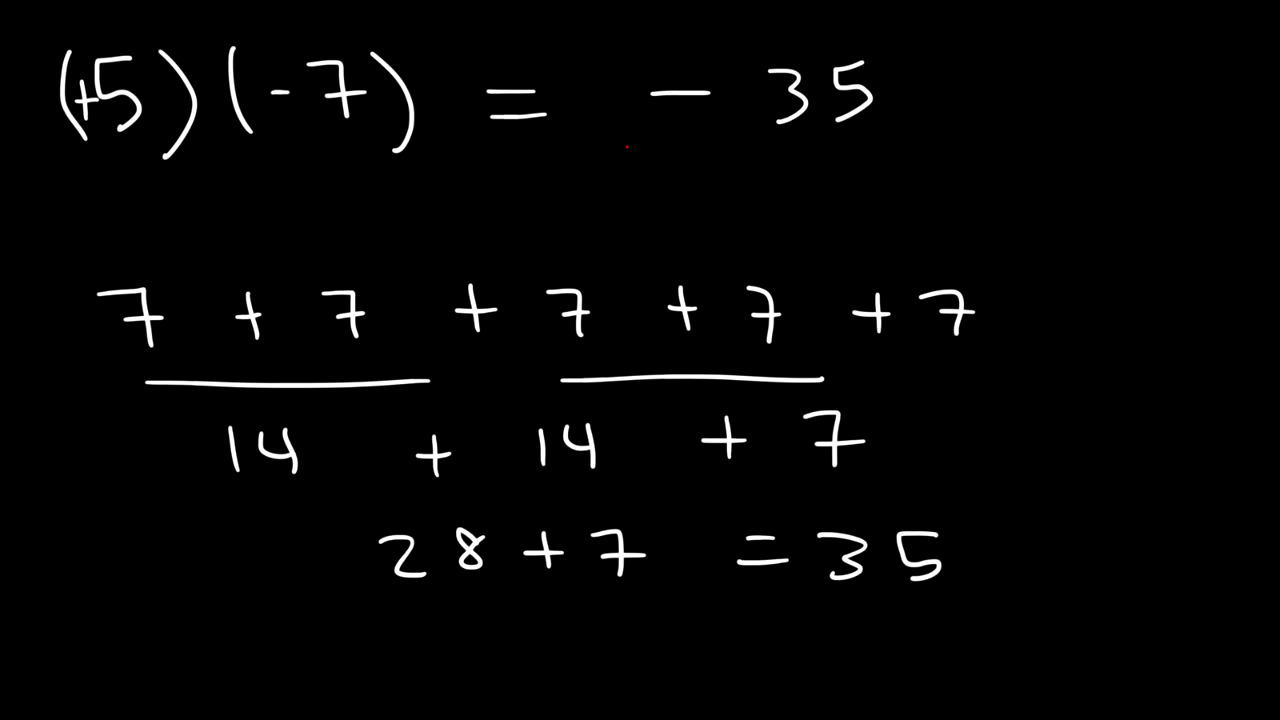 (+5)(-7) = - 35
7 + 7 + 7 + 7 + 7
14 + 14 + 7
28 + 7 = 35